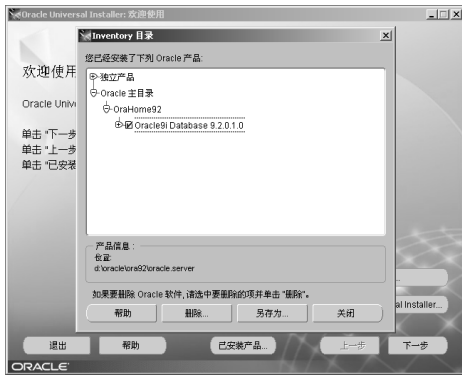 Oracle Universal Installer: 欢迎使用
Inventory 目录
您已经安装了下列 Oracle 产品:
独立产品
Oracle 主目录
OraHome92
Oracle9i Database 9.2.0.1.0
欢迎使用
Oracle Univ
单击 "下一步
单击 "上一步
单击 "已安装
产品信息:
位置:
d:\oracle\ora92\oracle.server
如果要删除 Oracle 软件,请选中要删除的项并单击 "删除"。
帮助
删除...
另存为...
关闭
...
al Installer...
退出
帮助
已安装产品...
上一步
下一步
ORACLE